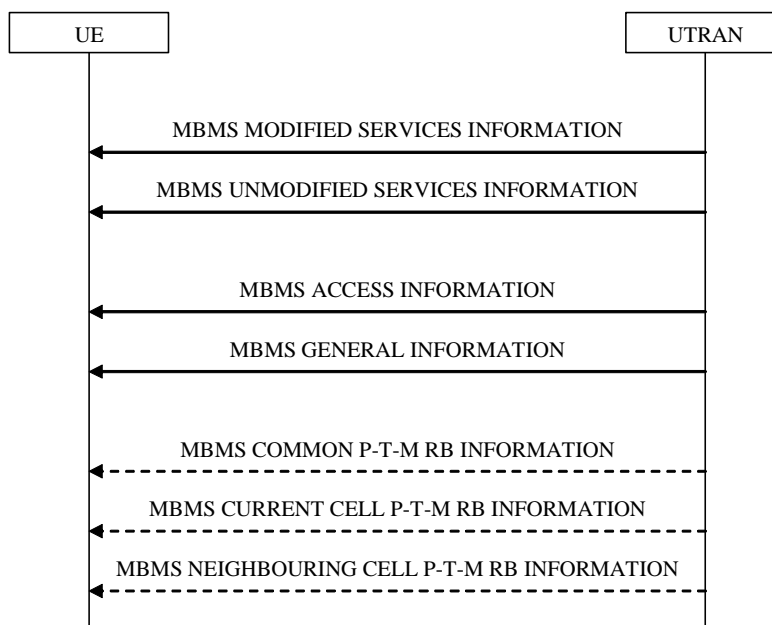 UE
UTRAN
MBMS MODIFIED SERVICES INFORMATION
MBMS UNMODIFIED SERVICES INFORMATION
MBMS ACCESS INFORMATION
MBMS GENERAL INFORMATION
MBMS COMMON P-T-M RB INFORMATION
MBMS CURRENT CELL P-T-M RB INFORMATION
MBMS NEIGHBOURING CELL P-T-M RB INFORMATION